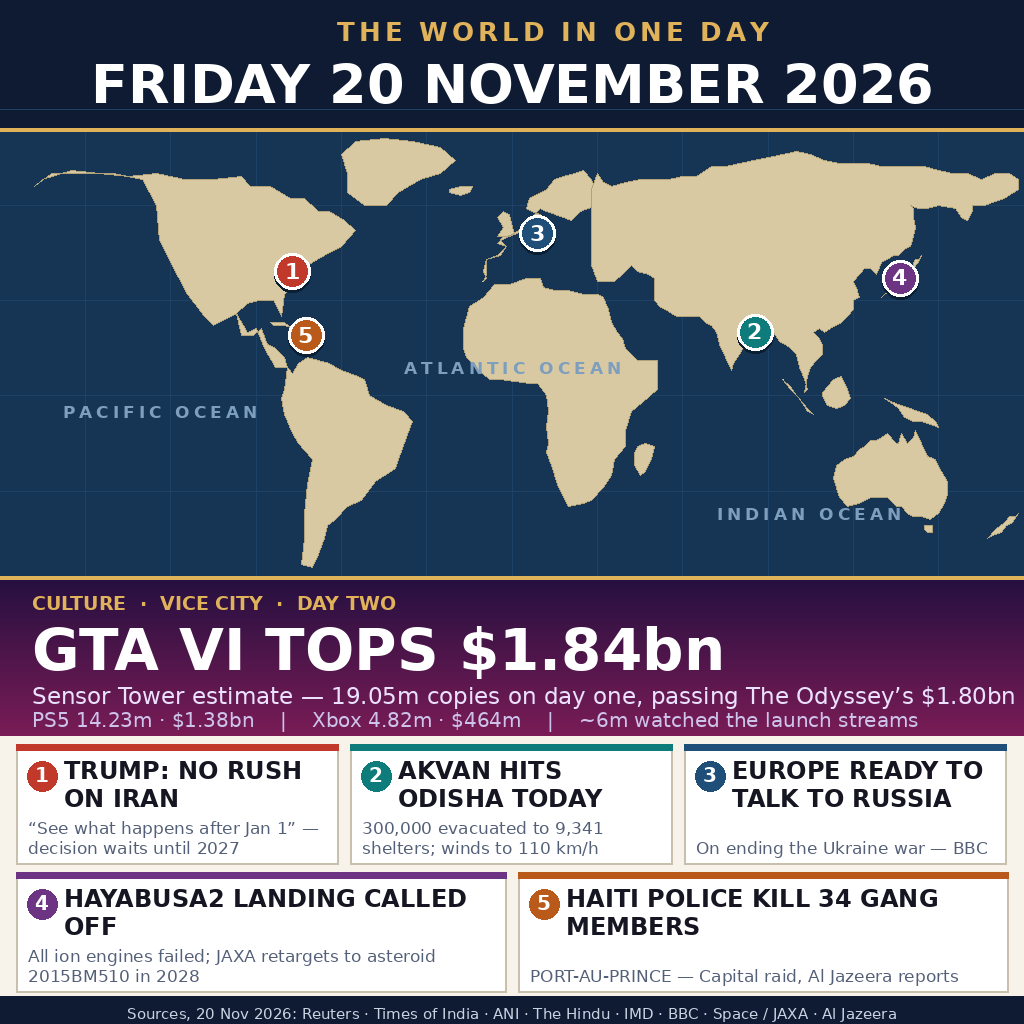 THE WORLD IN ONE DAY
FRIDAY 20 NOVEMBER 2026
3
1
4
2
5
ATLANTIC OCEAN
PACIFIC OCEAN
INDIAN OCEAN
CULTURE · VICE CITY · DAY TWO
GTA VI TOPS $1.84bn
Sensor Tower estimate — 19.05m copies on day one, passing The Odyssey’s $1.80bn
PS5 14.23m · $1.38bn | Xbox 4.82m · $464m | ~6m watched the launch streams
1 TRUMP: NO RUSH
ON IRAN
“See what happens after Jan 1” —
decision waits until 2027
2 AKVAN HITS
ODISHA TODAY
300,000 evacuated to 9,341
shelters; winds to 110 km/h
3 EUROPE READY TO
TALK TO RUSSIA
On ending the Ukraine war — BBC
4 HAYABUSA2 LANDING CALLED
OFF
All ion engines failed; JAXA retargets to asteroid
2015BM510 in 2028
5 HAITI POLICE KILL 34 GANG
MEMBERS
PORT-AU-PRINCE — Capital raid, Al Jazeera reports
Sources, 20 Nov 2026: Reuters · Times of India · ANI · The Hindu · IMD · BBC · Space / JAXA · Al Jazeera